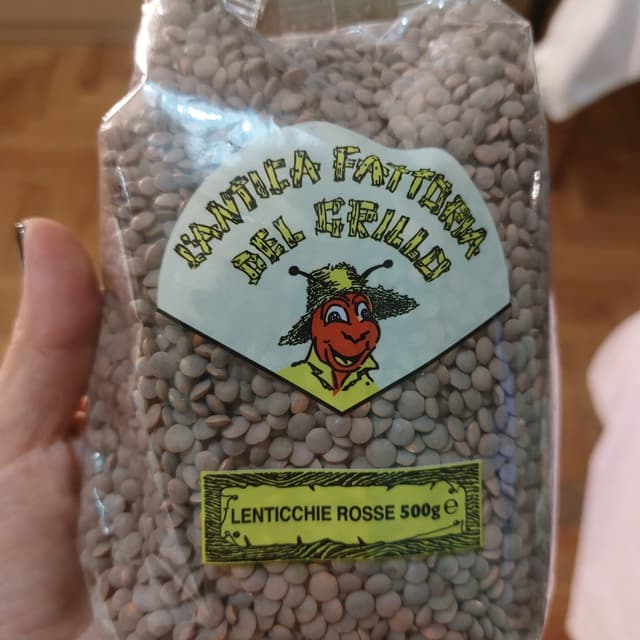 L'ANTICA FATTORIA
DEL GRILLO
LENTICCHIE ROSSE 500g e